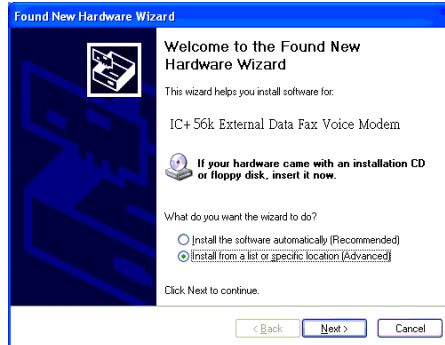 Found New Hardware Wizard
Welcome to the Found New
Hardware Wizard
This wizard helps you install software for:
IC+ 56k External Data Fax Voice Modem
If your hardware came with an installation CD
or floppy disk, insert it now.
What do you want the wizard to do?
Install the software automatically (Recommended)
Install from a list or specific location (Advanced)
Click Next to continue.
< Back Next > Cancel